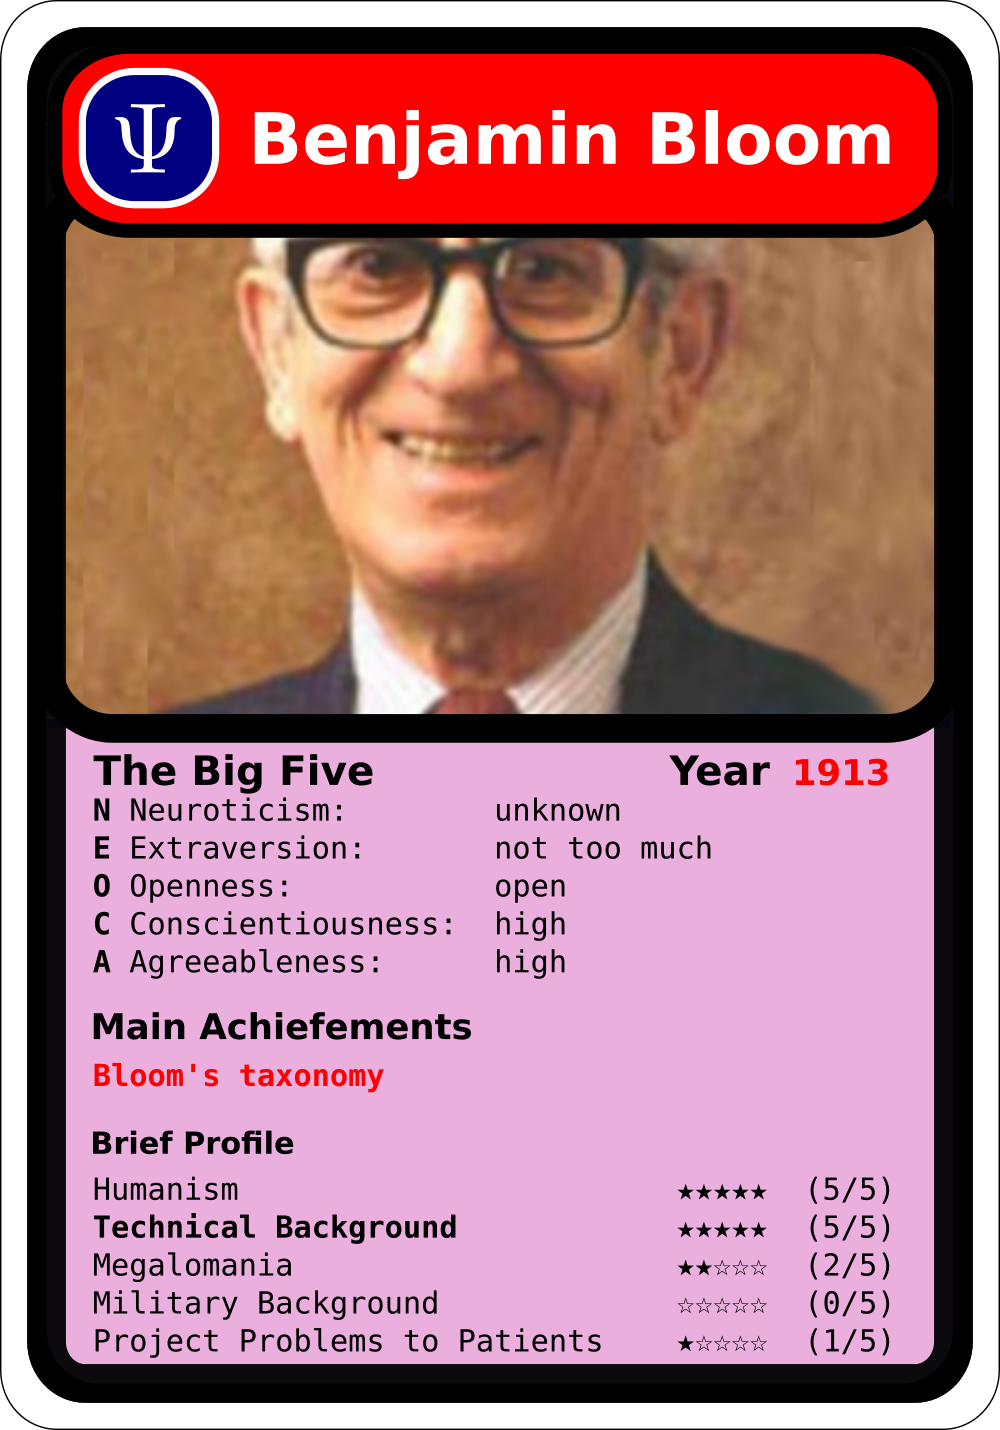 Ψ Benjamin Bloom
The Big Five Year 1913
N Neuroticism: unknown
E Extraversion: not too much
O Openness: open
C Conscientiousness: high
A Agreeableness: high
Main Achiefements
Bloom's taxonomy
Brief Profile
Humanism ★★★★★ (5/5)
Technical Background ★★★★★ (5/5)
Megalomania ★★☆☆☆ (2/5)
Military Background ☆☆☆☆☆ (0/5)
Project Problems to Patients ★☆☆☆☆ (1/5)